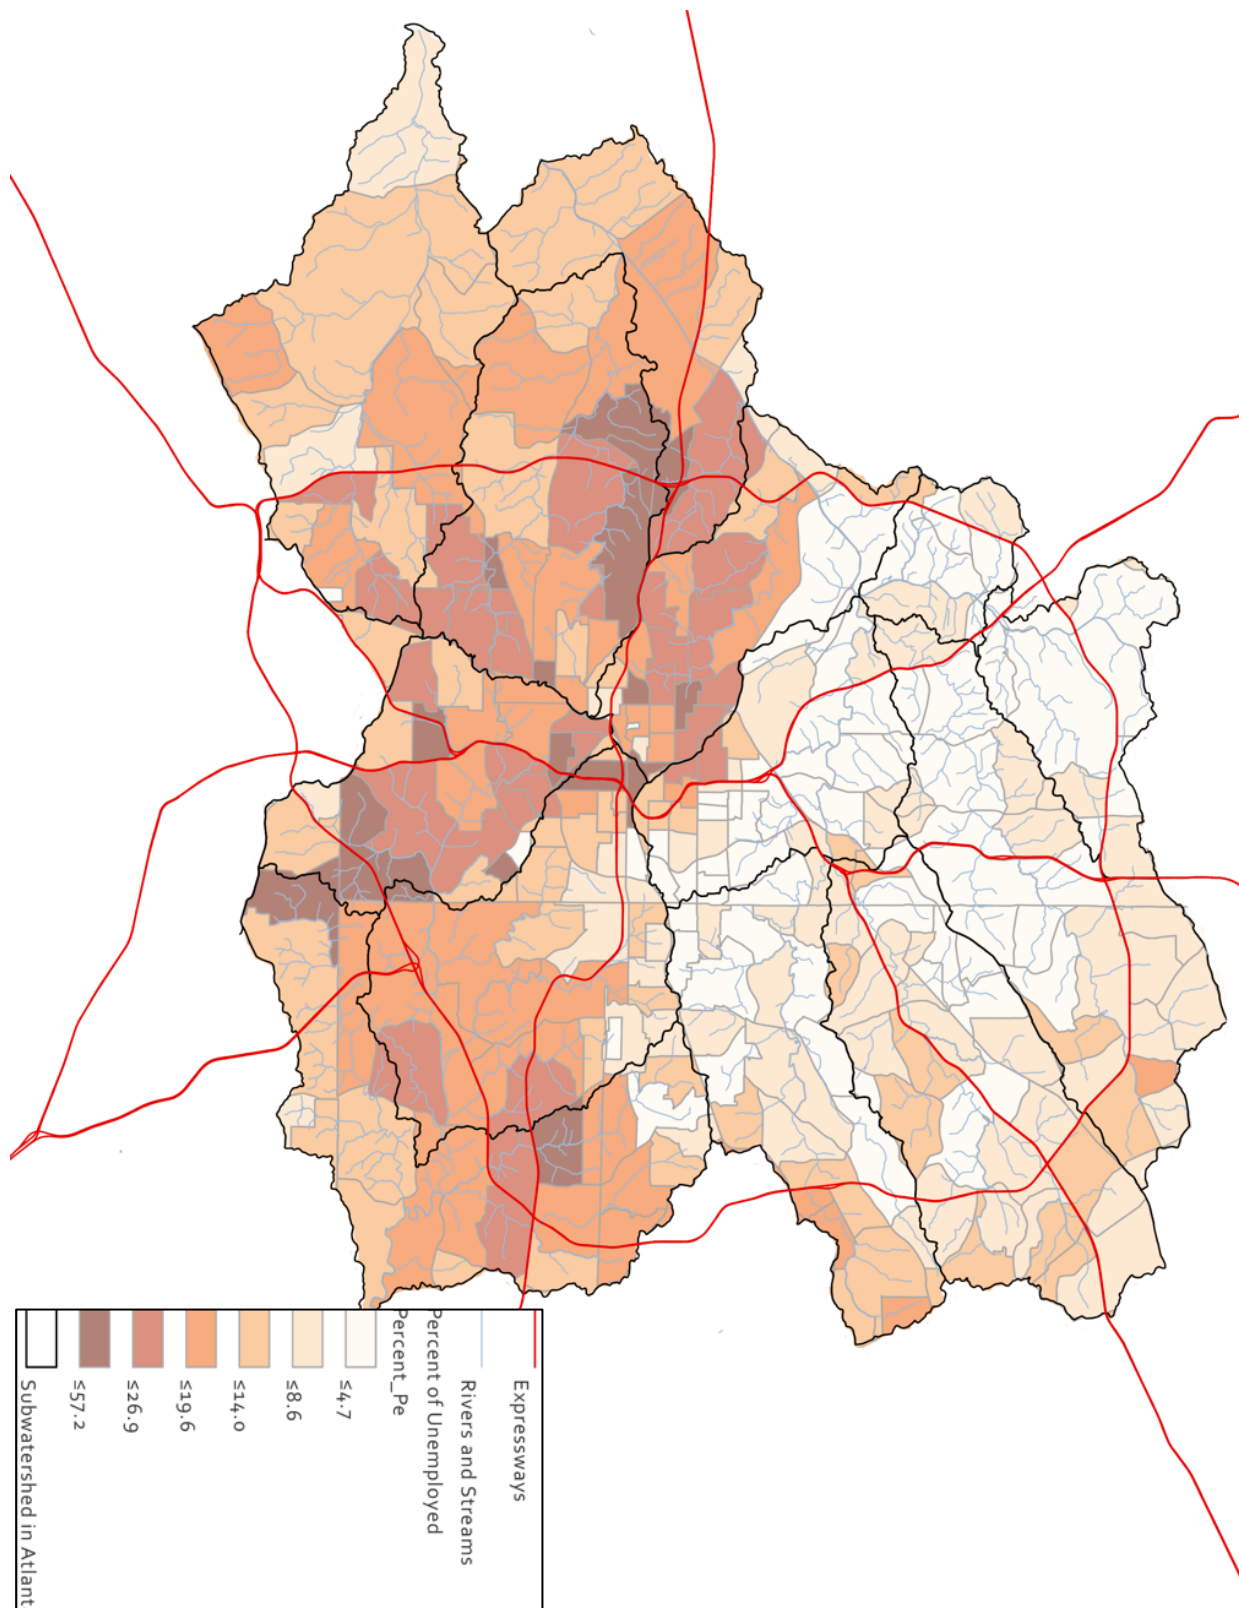 Expressways
Rivers and Streams
Percent of Unemployed
Percent_Pe
≤4.7
≤8.6
≤14.0
≤19.6
≤26.9
≤57.2
Subwatershed in Atlant